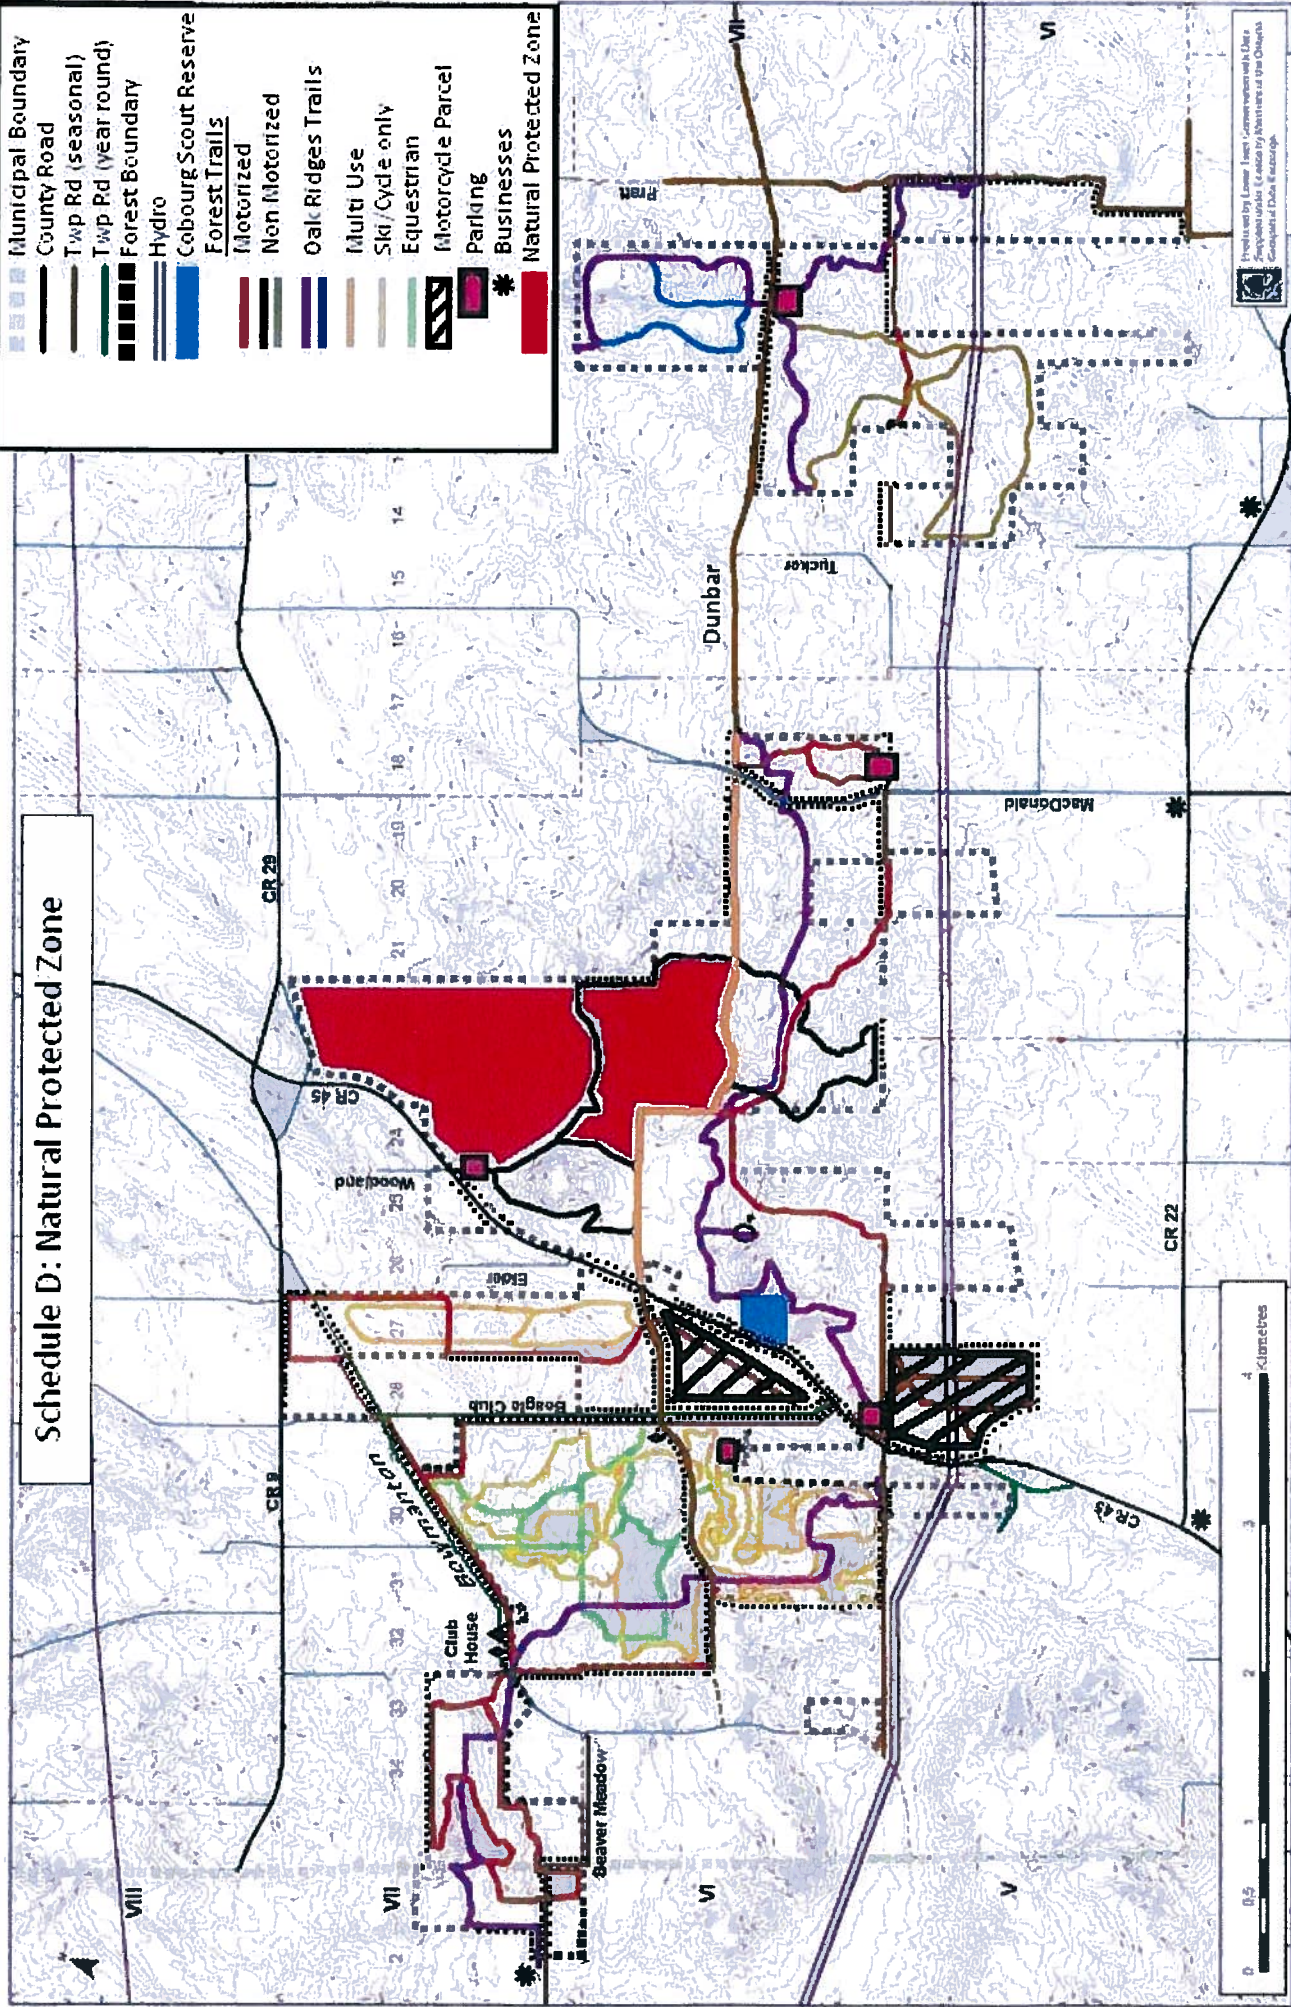 Schedule D: Natural Protected Zone
Municipal Boundary
County Road
Twp Rd (seasonal)
Twp Rd (year round)
Forest Boundary
Hydro
Cobourg Scout Reserve
Forest Trails
Motorized
Non Motorized
Oak Ridges Trails
Multi Use
Ski/Cycle only
Equestrian
Motorcycle Parcel
Parking
Businesses
Natural Protected Zone
VIII
VII
VI
V
2
34
33
32
31
30
28
27
26
25
24
21
20
19
18
17
16
15
14
CR 9
CR 29
CR 45
Woodland
Elder
Beagle Club
Bowmanton
Club
House
Beaver Meadow
Dunbar
Tucker
MacDonald
Pratt
VII
VI
CR 22
CR 45
0 0.5 1 2 3 4
Kilometres